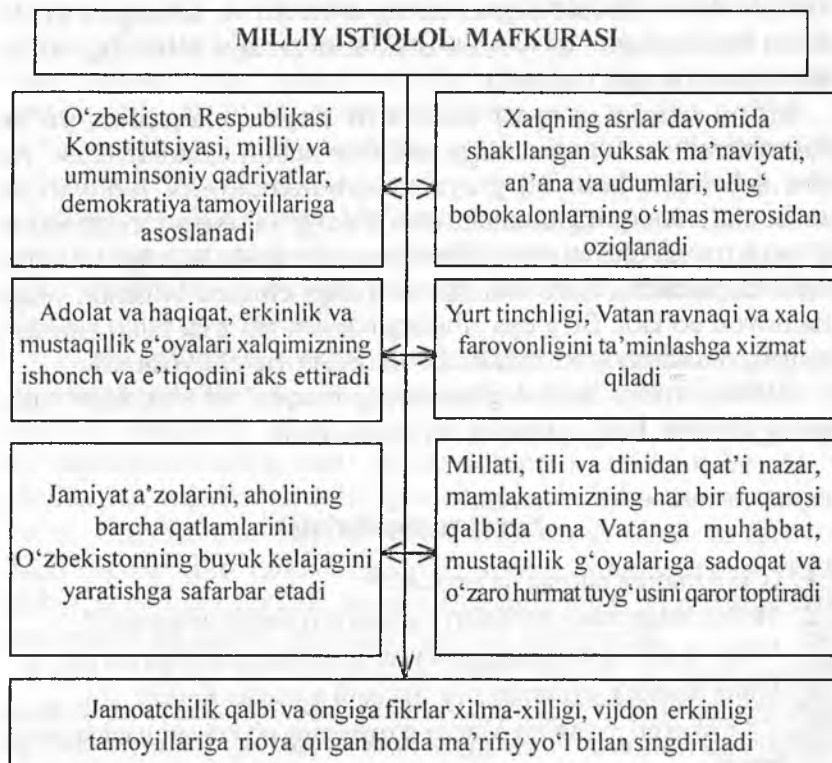 MILLIY ISTIQLOL MAFKURASI
O‘zbekiston Respublikasi
Konstitutsiyasi, milliy va
umuminsoniy qadriyatlar,
demokratiya tamoyillariga
asoslanadi
Xalqning asrlar davomida
shakllangan yuksak ma’naviyati,
an’ana va udumlari, ulug‘
bobokalonlarning o‘lmas merosidan
oziqlanadi
Adolat va haqiqat, erkinlik va
mustaqillik g‘oyalari xalqimizning
ishonch va e’tiqodini aks ettiradi
Yurt tinchligi, Vatan ravnaqi va xalq
farovonligini ta’minlashga xizmat
qiladi
Jamiyat a’zolarini, aholining
barcha qatlamlarini
O‘zbekistonning buyuk kelajagini
yaratishga safarbar etadi
Millati, tili va dinidan qat’i nazar,
mamlakatimizning har bir fuqarosi
qalbida ona Vatanga muhabbat,
mustaqillik g‘oyalariga sadoqat va
o‘zaro hurmat tuyg‘usini qaror toptiradi
Jamoatchilik qalbi va ongiga fikrlar xilma-xilligi, vijdon erkinligi
tamoyillariga rioya qilgan holda ma’rifiy yo‘l bilan singdiriladi